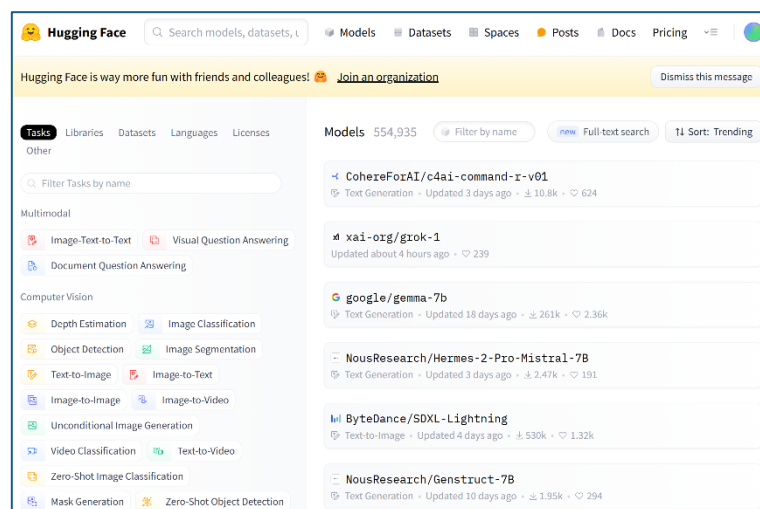 Hugging Face
Search models, datasets, u
Models
Datasets
Spaces
Posts
Docs
Pricing
Hugging Face is way more fun with friends and colleagues! 🤗 Join an organization
Dismiss this message
Tasks Libraries Datasets Languages Licenses
Other
Filter Tasks by name
Multimodal
Image-Text-to-Text Visual Question Answering
Document Question Answering
Computer Vision
Depth Estimation Image Classification
Object Detection Image Segmentation
Text-to-Image Image-to-Text
Image-to-Image Image-to-Video
Unconditional Image Generation
Video Classification Text-to-Video
Zero-Shot Image Classification
Mask Generation Zero-Shot Object Detection
Models 554,935
Filter by name
new Full-text search
Sort: Trending
CohereForAI/c4ai-command-r-v01
Text Generation • Updated 3 days ago • 10.8k • 624
xai-org/grok-1
Updated about 4 hours ago • 239
google/gemma-7b
Text Generation • Updated 18 days ago • 261k • 2.36k
NousResearch/Hermes-2-Pro-Mistral-7B
Text Generation • Updated 3 days ago • 2.47k • 191
ByteDance/SDXL-Lightning
Text-to-Image • Updated 4 days ago • 530k • 1.32k
NousResearch/Genstruct-7B
Text Generation • Updated 10 days ago • 1.95k • 294